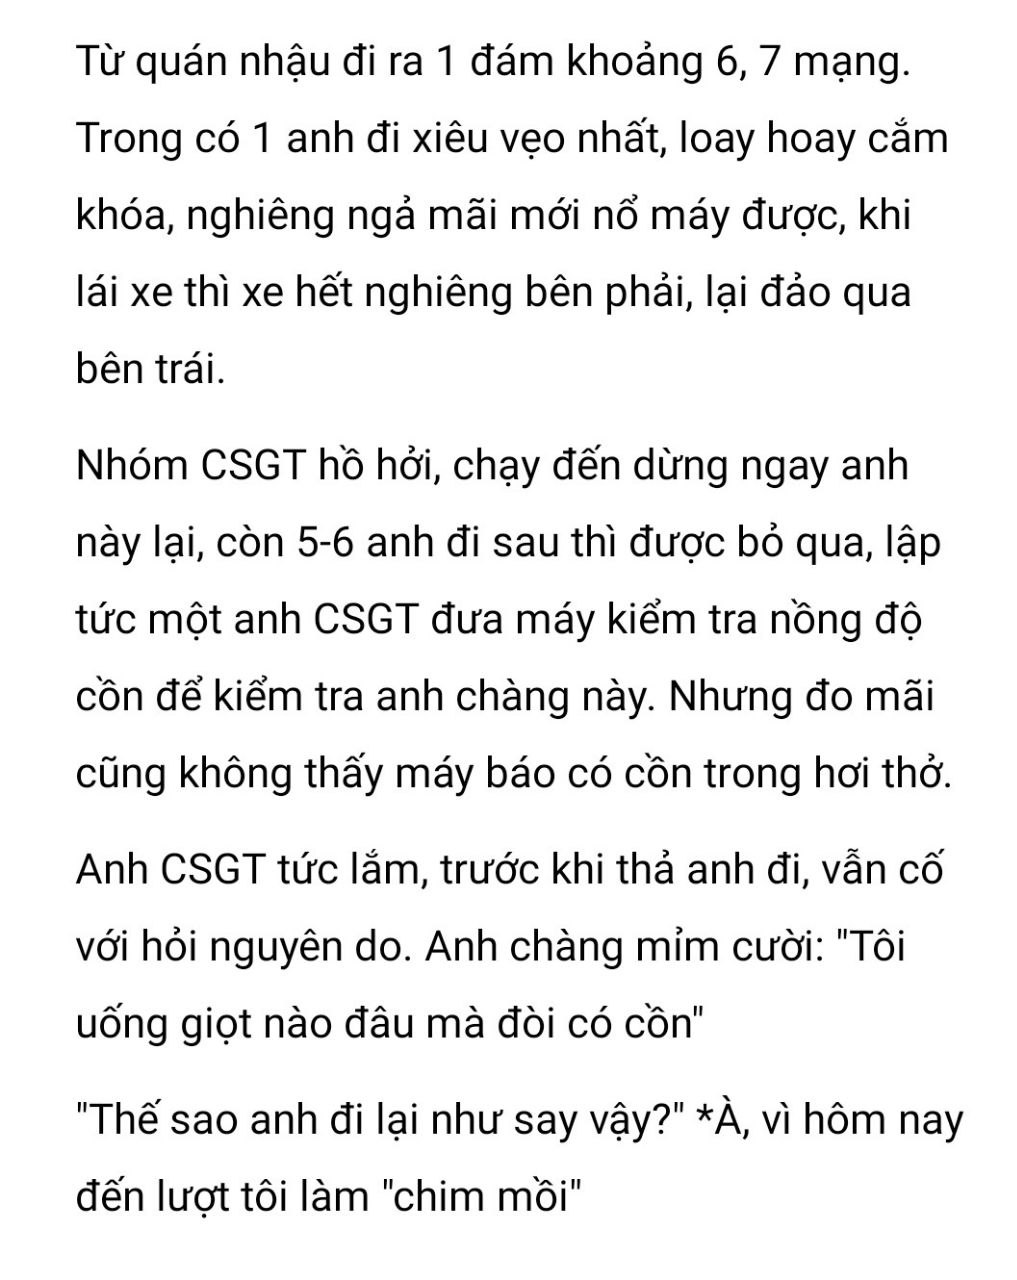 Từ quán nhậu đi ra 1 đám khoảng 6, 7 mạng.
Trong có 1 anh đi xiêu vẹo nhất, loay hoay cắm
khóa, nghiêng ngả mãi mới nổ máy được, khi
lái xe thì xe hết nghiêng bên phải, lại đảo qua
bên trái.
Nhóm CSGT hồ hởi, chạy đến dừng ngay anh
này lại, còn 5-6 anh đi sau thì được bỏ qua, lập
tức một anh CSGT đưa máy kiểm tra nồng độ
cồn để kiểm tra anh chàng này. Nhưng đo mãi
cũng không thấy máy báo có cồn trong hơi thở.
Anh CSGT tức lắm, trước khi thả anh đi, vẫn cố
với hỏi nguyên do. Anh chàng mỉm cười: "Tôi
uống giọt nào đâu mà đòi có cồn"
"Thế sao anh đi lại như say vậy?" *À, vì hôm nay
đến lượt tôi làm "chim mồi"